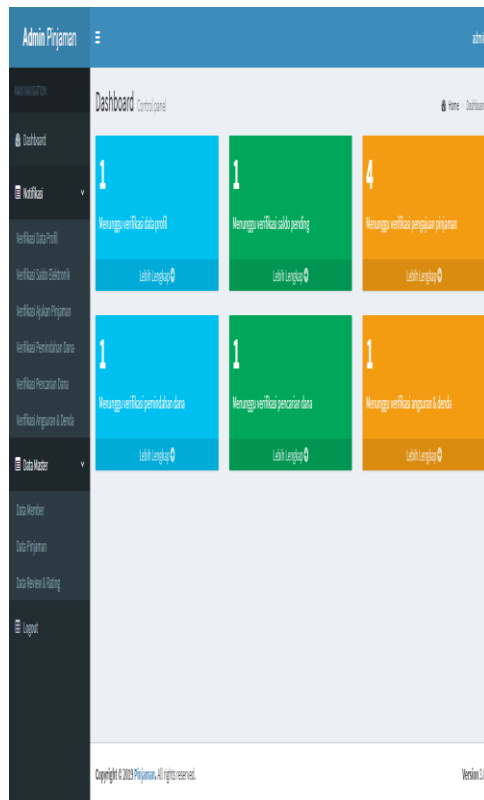 Admin Pinjaman
admin
MAIN NAVIGATION
Dashboard
Notifikasi
Verifikasi Data Profil
Verifikasi Saldo Elektronik
Verifikasi Ajukan Pinjaman
Verifikasi Pemindahan Dana
Verifikasi Pencarian Dana
Verifikasi Angsuran & Denda
Data Master
Data Member
Data Pinjaman
Data Review & Rating
Logout
Dashboard Control panel
Home > Dashboard
1
Menunggu verifikasi data profil
Lebih Lengkap
1
Menunggu verifikasi saldo pending
Lebih Lengkap
4
Menunggu verifikasi pengajuan pinjaman
Lebih Lengkap
1
Menunggu verifikasi pemindahan dana
Lebih Lengkap
1
Menunggu verifikasi pencarian dana
Lebih Lengkap
1
Menunggu verifikasi angsuran & denda
Lebih Lengkap
Copyright © 2019 Pinjaman. All rights reserved.
Version